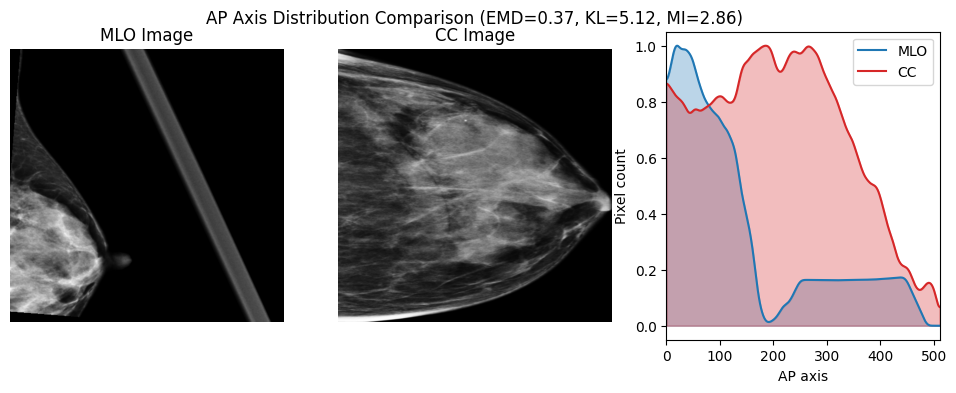 AP Axis Distribution Comparison (EMD=0.37, KL=5.12, MI=2.86)
MLO Image
CC Image
MLO
CC
Pixel count
1.0
0.8
0.6
0.4
0.2
0.0
0 100 200 300 400 500
AP axis